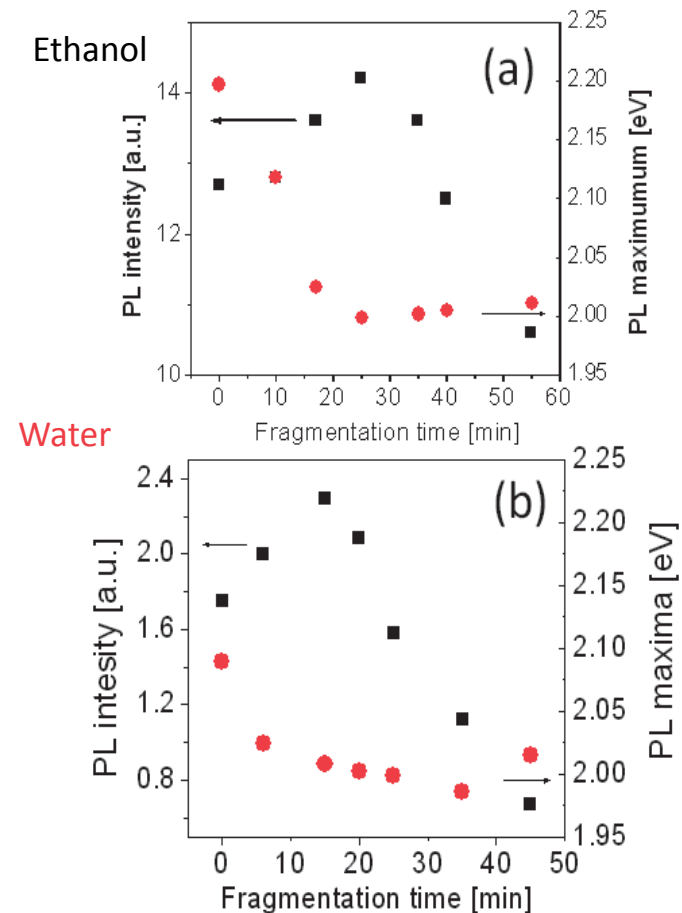 Ethanol
(a)
PL intensity [a.u.]
14
12
10
2.25
2.20
2.15
2.10
2.05
2.00
1.95
PL maximumum [eV]
0 10 20 30 40 50 60
Fragmentation time [min]
Water
(b)
PL intesity [a.u.]
2.4
2.0
1.6
1.2
0.8
2.25
2.20
2.15
2.10
2.05
2.00
1.95
PL maxima [eV]
0 10 20 30 40 50
Fragmentation time [min]